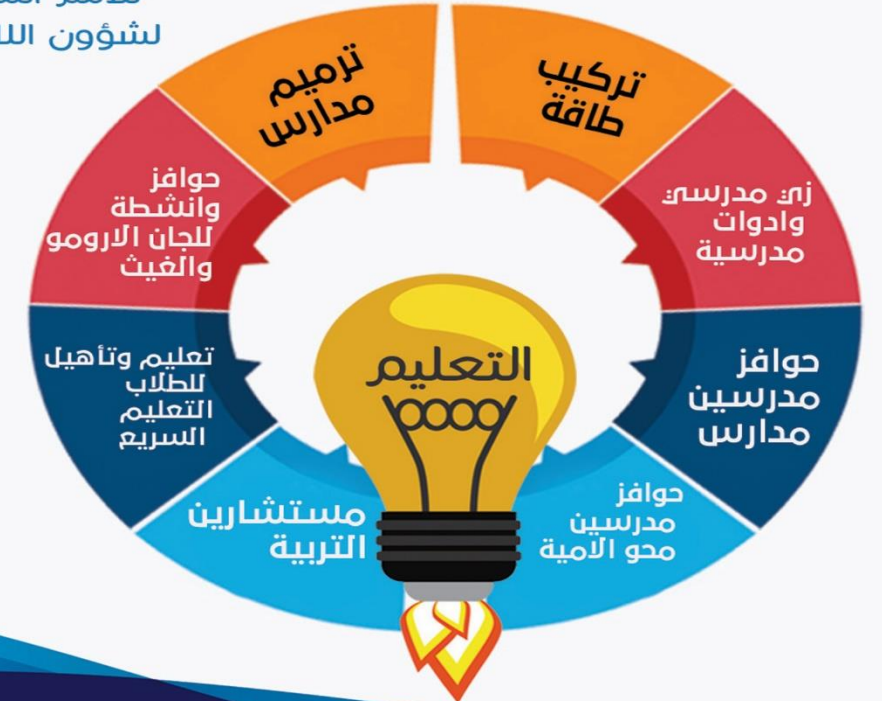 لشؤون
تركيب
طاقة
ترميم
مدارس
زي مدرسي
وادوات
مدرسية
حوافز
وانشطة
للجان الارومو
والغيث
حوافز
مدرسين
مدارس
تعليم وتأهيل
للطلاب
التعليم
السريع
التعليم
حوافز
مدرسين
محو الامية
مستشارين
التربية